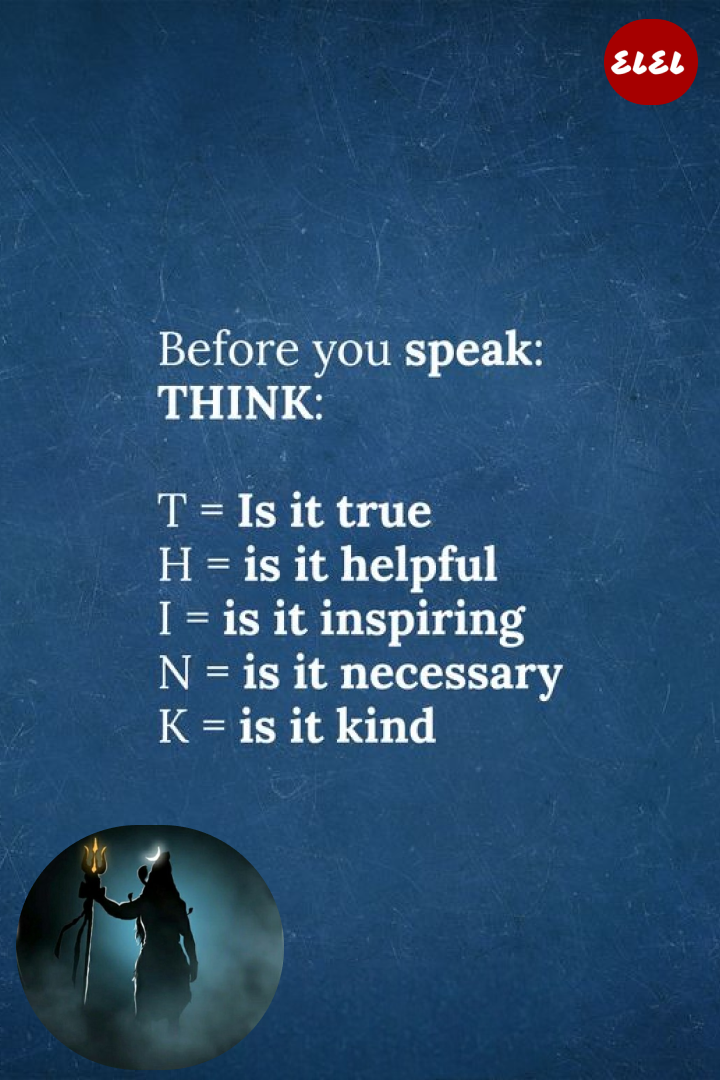 ELEL
Before you speak:
THINK:
T = Is it true
H = is it helpful
I = is it inspiring
N = is it necessary
K = is it kind